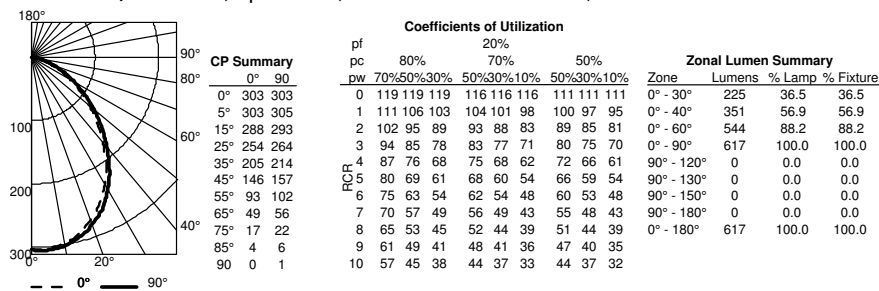 180°
90°
80°
60°
40°
100
200
300
0° 20°
0° 90°
CP Summary
0° 90
0° 303 303
5° 303 305
15° 288 293
25° 254 264
35° 205 214
45° 146 157
55° 93 102
65° 49 56
75° 17 22
85° 4 6
90 0 1
Coefficients of Utilization
pf 20%
pc 80% 70% 50%
pw 70%50%30% 50%30%10% 50%30%10%
RCR
0 119 119 119 116 116 116 111 111 111
1 111 106 103 104 101 98 100 97 95
2 102 95 89 93 88 83 89 85 81
3 94 85 78 83 77 71 80 75 70
4 87 76 68 75 68 62 72 66 61
5 80 69 61 68 60 54 66 59 54
6 75 63 54 62 54 48 60 53 48
7 70 57 49 56 49 43 55 48 43
8 65 53 45 52 44 39 51 44 39
9 61 49 41 48 41 36 47 40 35
10 57 45 38 44 37 33 44 37 32
Zonal Lumen Summary
Zone Lumens % Lamp % Fixture
0° - 30° 225 36.5 36.5
0° - 40° 351 56.9 56.9
0° - 60° 544 88.2 88.2
0° - 90° 617 100.0 100.0
90° - 120° 0 0.0 0.0
90° - 130° 0 0.0 0.0
90° - 150° 0 0.0 0.0
90° - 180° 0 0.0 0.0
0° - 180° 617 100.0 100.0